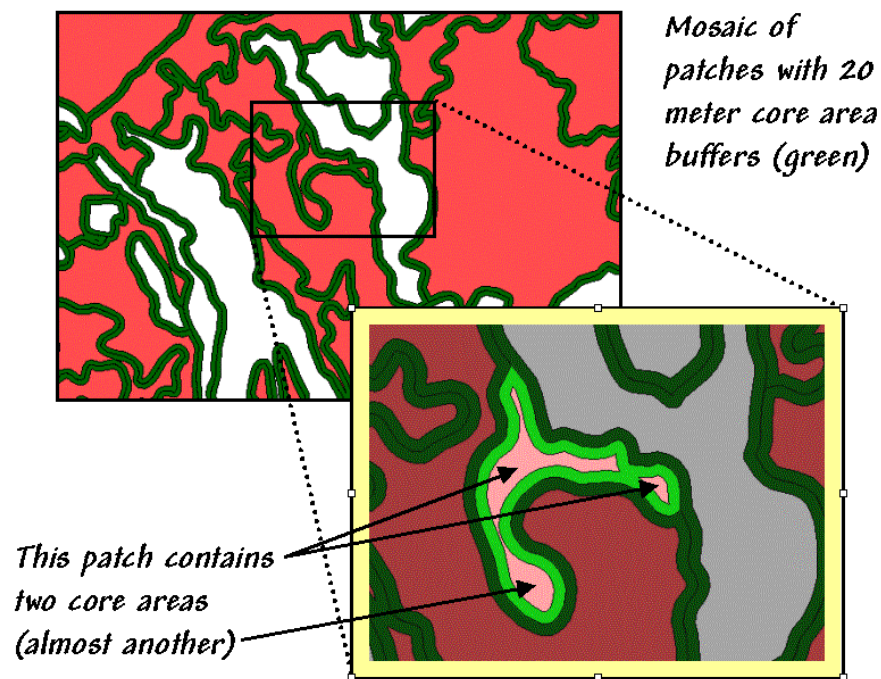 Mosaic of
patches with 20
meter core area
buffers (green)
This patch contains
two core areas
(almost another)